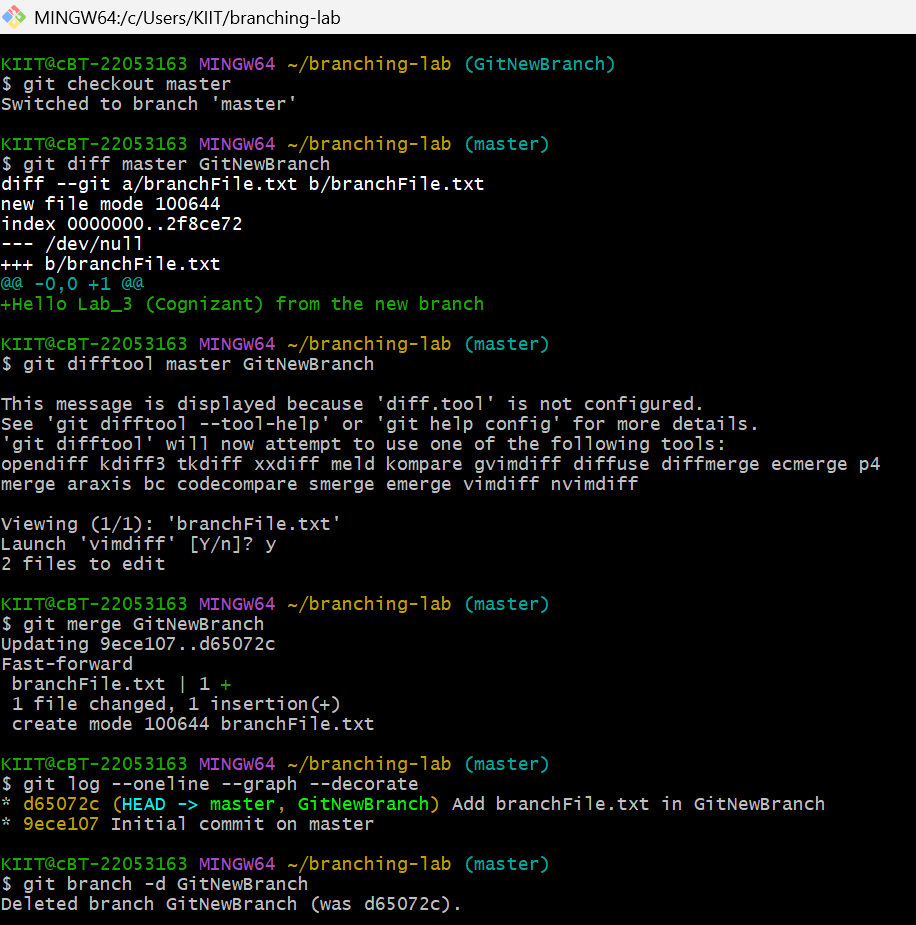 MINGW64:/c/Users/KIIT/branching-lab
KIIT@cBT-22053163 MINGW64 ~/branching-lab (GitNewBranch)
$ git checkout master
Switched to branch 'master'
KIIT@cBT-22053163 MINGW64 ~/branching-lab (master)
$ git diff master GitNewBranch
diff --git a/branchFile.txt b/branchFile.txt
new file mode 100644
index 0000000..2f8ce72
--- /dev/null
+++ b/branchFile.txt
@@ -0,0 +1 @@
+Hello Lab_3 (Cognizant) from the new branch
KIIT@cBT-22053163 MINGW64 ~/branching-lab (master)
$ git difftool master GitNewBranch
This message is displayed because 'diff.tool' is not configured.
See 'git difftool --tool-help' or 'git help config' for more details.
'git difftool' will now attempt to use one of the following tools:
opendiff kdiff3 tkdiff xxdiff meld kompare gvimdiff diffuse diffmerge ecmerge p4
merge araxis bc codecompare smerge emerge vimdiff nvimdiff
Viewing (1/1): 'branchFile.txt'
Launch 'vimdiff' [Y/n]? y
2 files to edit
KIIT@cBT-22053163 MINGW64 ~/branching-lab (master)
$ git merge GitNewBranch
Updating 9ece107..d65072c
Fast-forward
 branchFile.txt | 1 +
 1 file changed, 1 insertion(+)
 create mode 100644 branchFile.txt
KIIT@cBT-22053163 MINGW64 ~/branching-lab (master)
$ git log --oneline --graph --decorate
* d65072c (HEAD -> master, GitNewBranch) Add branchFile.txt in GitNewBranch
* 9ece107 Initial commit on master
KIIT@cBT-22053163 MINGW64 ~/branching-lab (master)
$ git branch -d GitNewBranch
Deleted branch GitNewBranch (was d65072c).